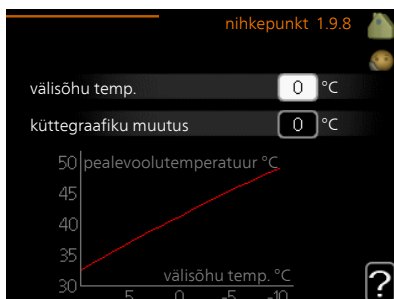 nihkepunkt 1.9.8
välisõhu temp. 0 °C
küttegraafiku muutus 0 °C
50 pealevoolutemperatuur °C
45
40
35
30 välisõhu temp. °C
5 0 -5 -10
?